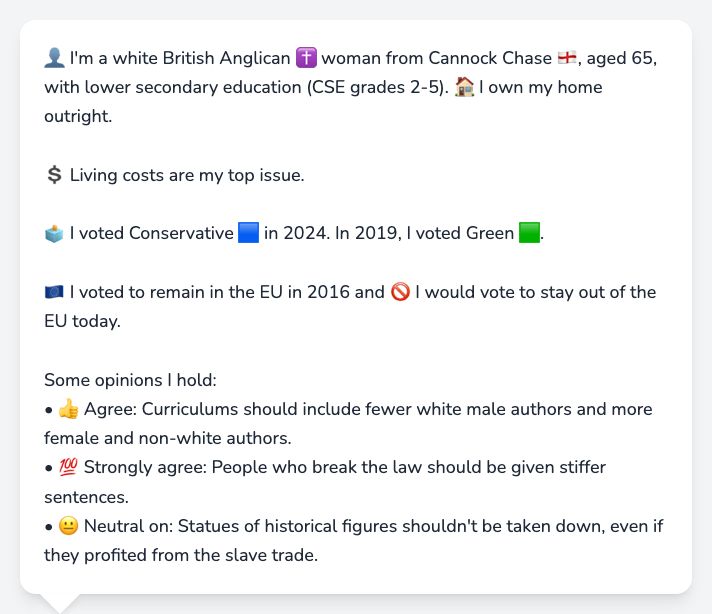 👤 I'm a white British Anglican ✝️ woman from Cannock Chase 🏴󠁧󠁢󠁥󠁮󠁧󠁿, aged 65,
with lower secondary education (CSE grades 2-5). 🏠 I own my home
outright.
💲 Living costs are my top issue.
🗳️ I voted Conservative 🟦 in 2024. In 2019, I voted Green 🟩.
🇪🇺 I voted to remain in the EU in 2016 and 🚫 I would vote to stay out of the
EU today.
Some opinions I hold:
• 👍 Agree: Curriculums should include fewer white male authors and more
female and non-white authors.
• 💯 Strongly agree: People who break the law should be given stiffer
sentences.
• 😐 Neutral on: Statues of historical figures shouldn't be taken down, even if
they profited from the slave trade.